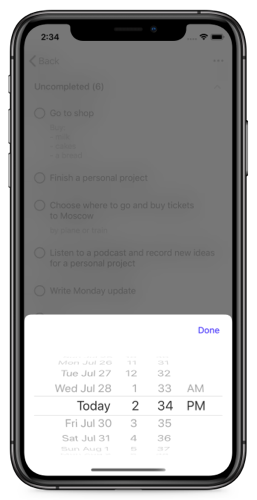 2:34
Back
Uncompleted (6)
Go to shop
Finish a personal project
Choose where to go and buy tickets
to Moscow
Listen to a podcast and record new ideas
for a personal project
Write Monday update
Done
Mon Jul 26 11 31
Tue Jul 27 12 32
Wed Jul 28 1 33 AM
Today 2 34 PM
Fri Jul 30 3 35
Sat Jul 31 4 36
Sun Aug 1 5 37